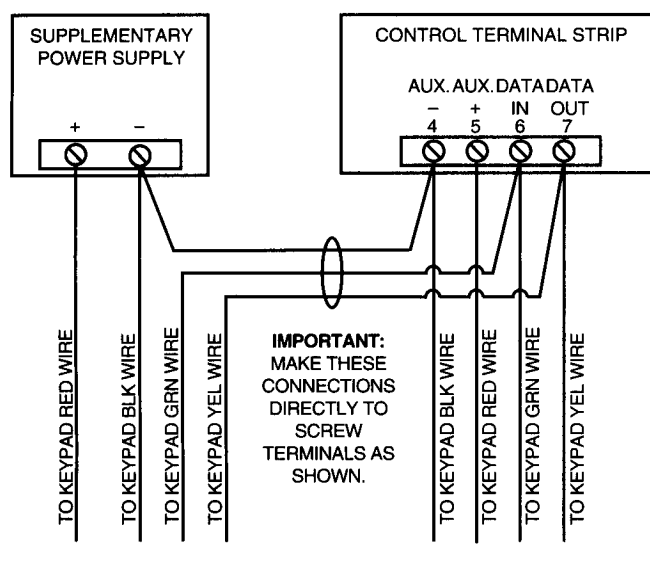 SUPPLEMENTARY
POWER SUPPLY
+ −
CONTROL TERMINAL STRIP
AUX. AUX. DATA DATA
− + IN OUT
4 5 6 7
TO KEYPAD RED WIRE
TO KEYPAD BLK WIRE
TO KEYPAD GRN WIRE
TO KEYPAD YEL WIRE
IMPORTANT:
MAKE THESE
CONNECTIONS
DIRECTLY TO
SCREW
TERMINALS AS
SHOWN.
TO KEYPAD BLK WIRE
TO KEYPAD RED WIRE
TO KEYPAD GRN WIRE
TO KEYPAD YEL WIRE